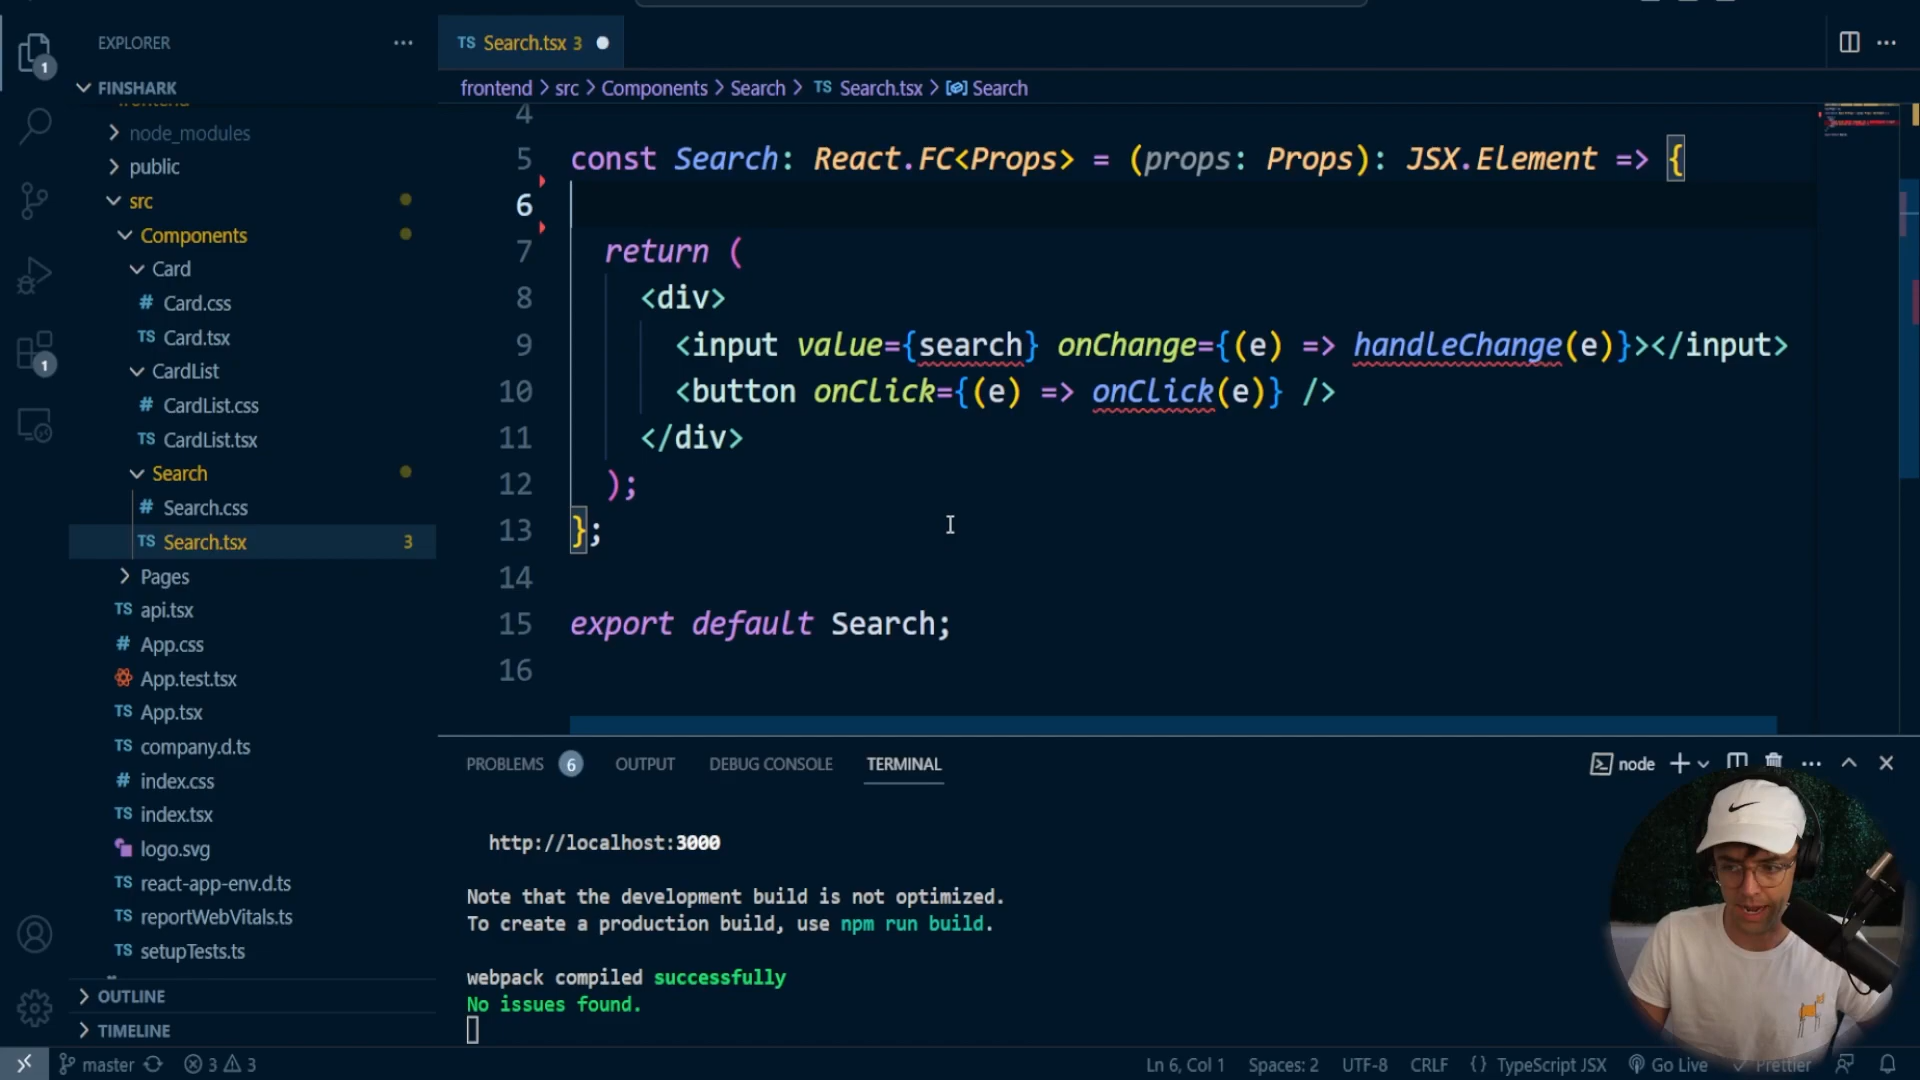 EXPLORER
FINSHARK
frontend
node_modules
public
src
Components
Card
# Card.css
TS Card.tsx
CardList
# CardList.css
TS CardList.tsx
Search
# Search.css
TS Search.tsx 3
Pages
TS api.tsx
# App.css
App.test.tsx
TS App.tsx
TS company.d.ts
# index.css
TS index.tsx
logo.svg
TS react-app-env.d.ts
TS reportWebVitals.ts
TS setupTests.ts
OUTLINE
TIMELINE
1
1
TS Search.tsx 3
frontend > src > Components > Search > TS Search.tsx > Search
4
5 const Search: React.FC<Props> = (props: Props): JSX.Element => {
6
7 return (
8 <div>
9 <input value={search} onChange={(e) => handleChange(e)}></input>
10 <button onClick={(e) => onClick(e)} />
11 </div>
12 );
13 };
14
15 export default Search;
16
PROBLEMS 6 OUTPUT DEBUG CONSOLE TERMINAL
node
http://localhost:3000
Note that the development build is not optimized.
To create a production build, use npm run build.
webpack compiled successfully
No issues found.
master 3 3
Ln 6, Col 1 Spaces: 2 UTF-8 CRLF {} TypeScript JSX Go Live Prettier